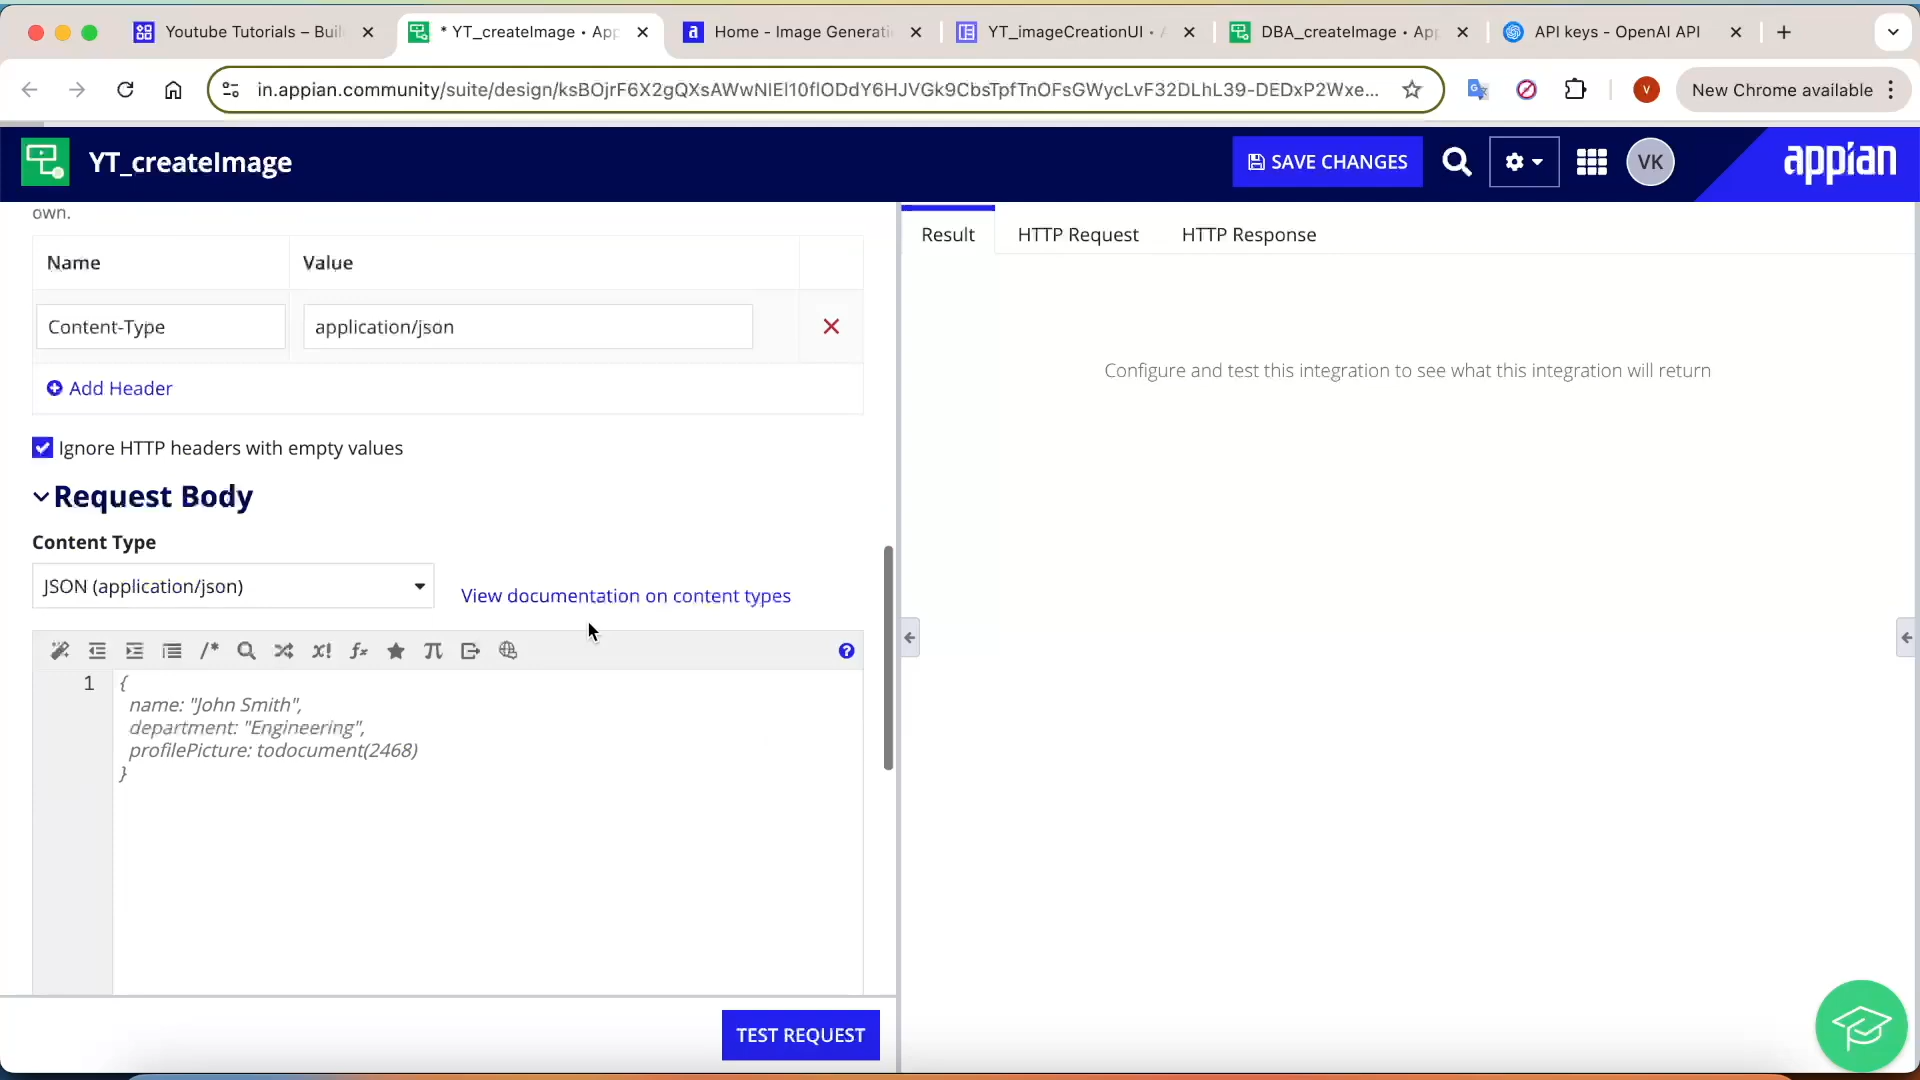 Youtube Tutorials – Buil
* YT_createImage • App
Home - Image Generati
YT_imageCreationUI • A
DBA_createImage • App
API keys - OpenAI API
in.appian.community/suite/design/ksBOjrF6X2gQXsAWwNIEI10flODdY6HJVGk9CbsTpfTnOFsGWycLvF32DLhL39-DEDxP2Wxe...
V
New Chrome available
YT_createImage
SAVE CHANGES
VK
appian
own.
Name
Value
Content-Type
application/json
Add Header
Ignore HTTP headers with empty values
Request Body
Content Type
JSON (application/json)
View documentation on content types
1
{
name: "John Smith",
department: "Engineering",
profilePicture: todocument(2468)
}
TEST REQUEST
Result
HTTP Request
HTTP Response
Configure and test this integration to see what this integration will return